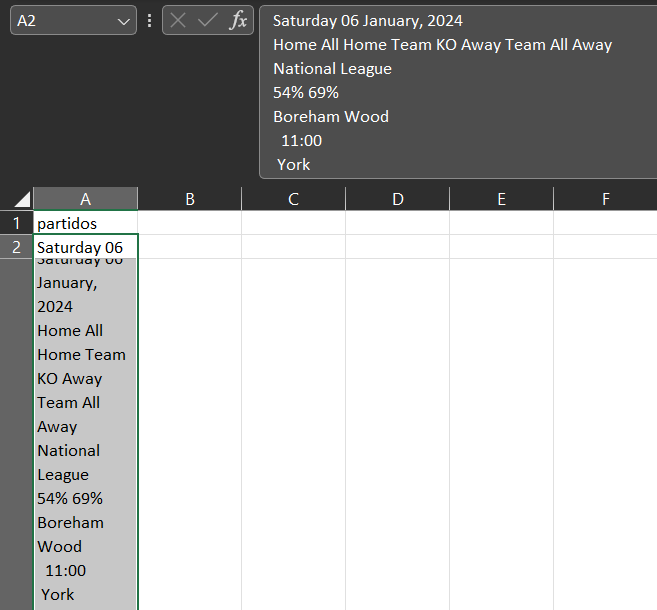 A2
fx
Saturday 06 January, 2024
Home All Home Team KO Away Team All Away
National League
54% 69%
Boreham Wood
11:00
York
A B C D E F
1 partidos
2 Saturday 06
Saturday 06
January,
2024
Home All
Home Team
KO Away
Team All
Away
National
League
54% 69%
Boreham
Wood
11:00
York